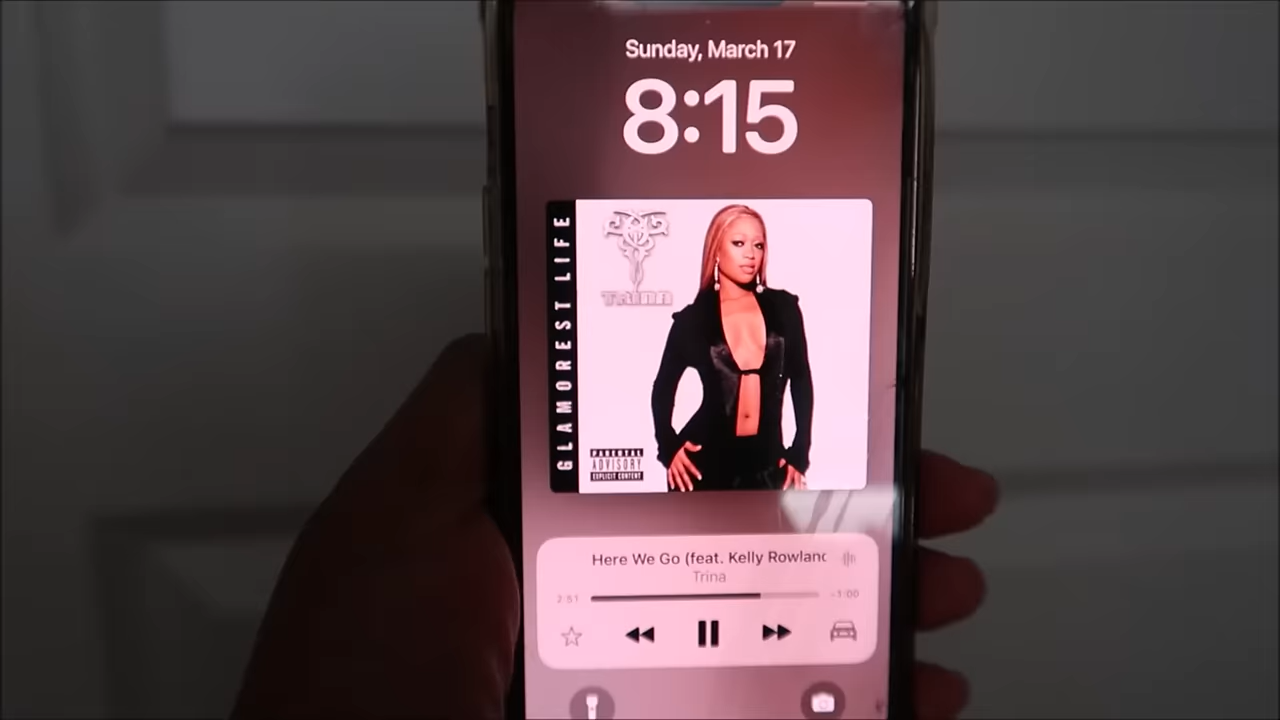 Sunday, March 17
8:15
GLAMOREST LIFE
TRINA
PARENTAL
ADVISORY
EXPLICIT CONTENT
Here We Go (feat. Kelly Rowland
Trina
2:51
-1:00